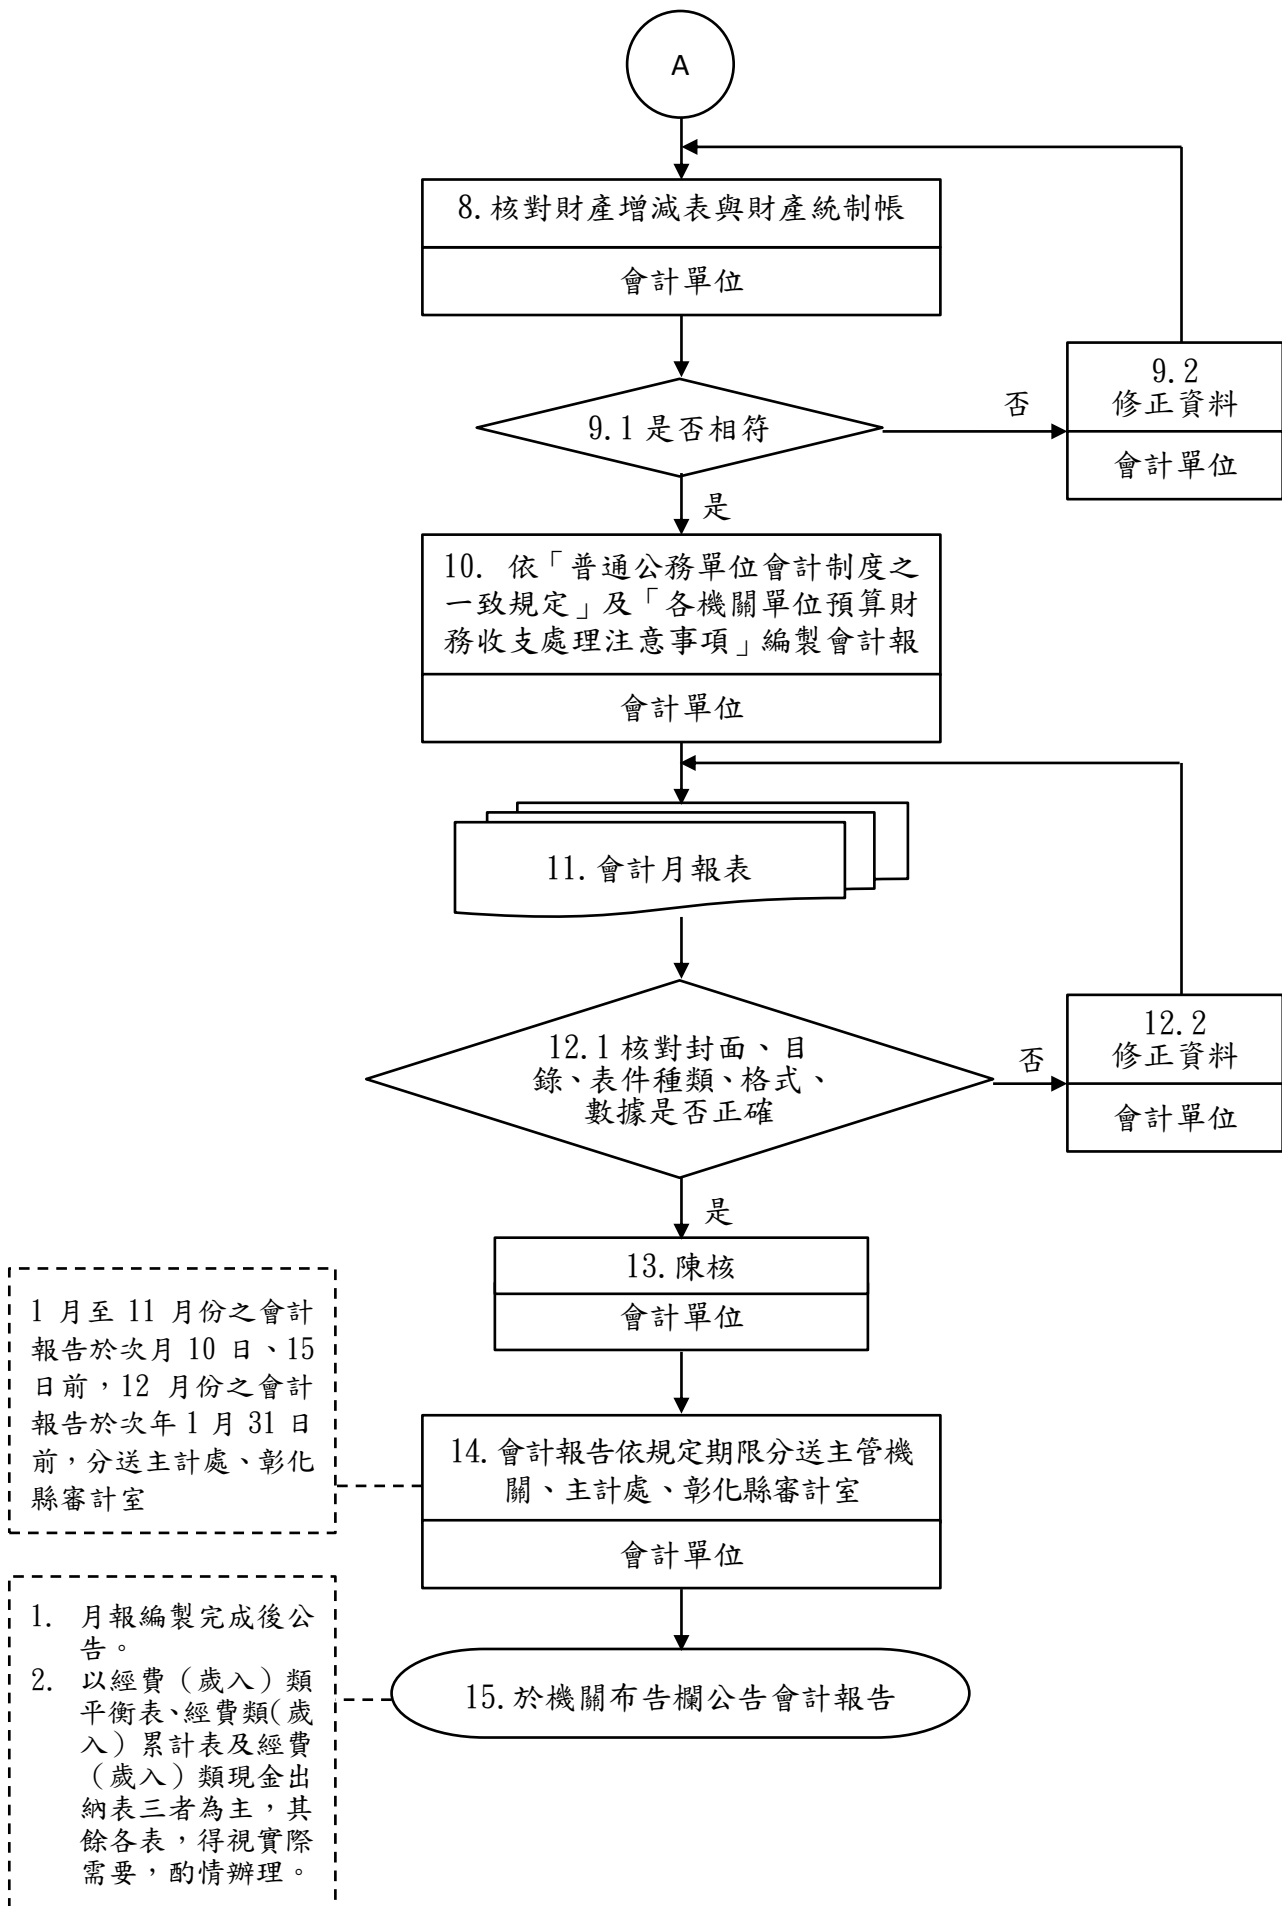 A
8.核對財產增減表與財產統制帳
會計單位
9.1 是否相符
否
9.2
修正資料
會計單位
是
10. 依「普通公務單位會計制度之
一致規定」及「各機關單位預算財
務收支處理注意事項」編製會計報
會計單位
11.會計月報表
12.1 核對封面、目
錄、表件種類、格式、
數據是否正確
否
12.2
修正資料
會計單位
是
13.陳核
會計單位
1 月至 11 月份之會計
報告於次月 10 日、15
日前，12 月份之會計
報告於次年 1 月 31 日
前，分送主計處、彰化
縣審計室
14.會計報告依規定期限分送主管機
關、主計處、彰化縣審計室
會計單位
1. 月報編製完成後公
告。
2. 以經費（歲入）類
平衡表、經費類(歲
入）累計表及經費
（歲入）類現金出
納表三者為主，其
餘各表，得視實際
需要，酌情辦理。
15.於機關布告欄公告會計報告